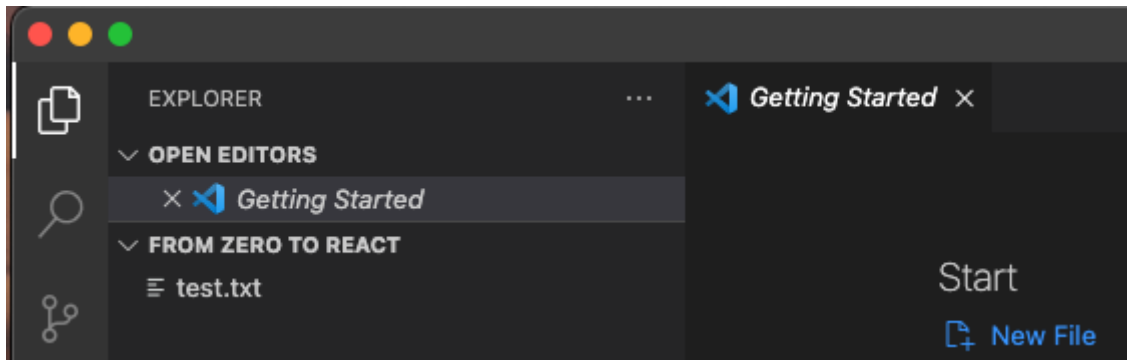 EXPLORER
OPEN EDITORS
Getting Started
FROM ZERO TO REACT
test.txt
Getting Started
Start
New File